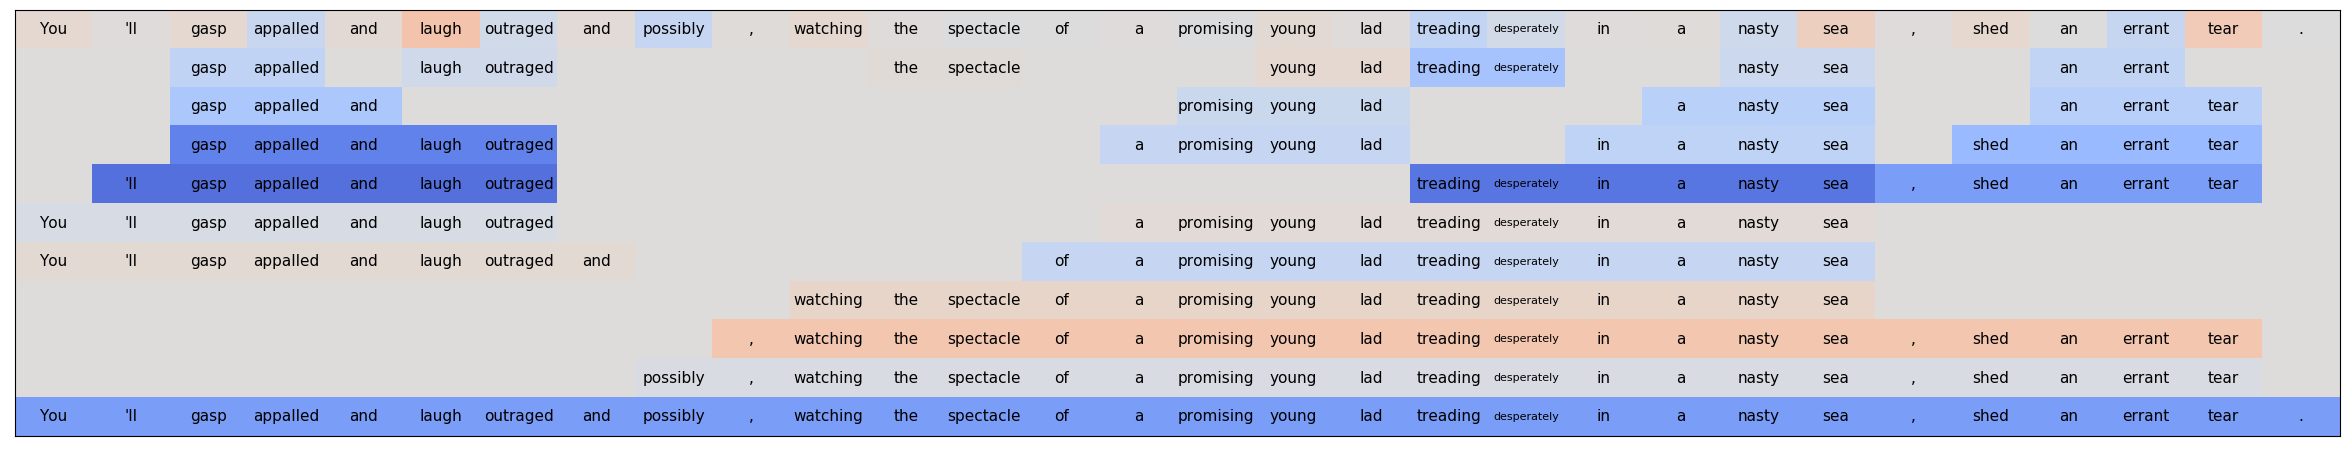 You 'll gasp appalled and laugh outraged and possibly , watching the spectacle of a promising young lad treading desperately in a nasty sea , shed an errant tear .
gasp appalled laugh outraged the spectacle young lad treading desperately nasty sea an errant
gasp appalled and promising young lad a nasty sea an errant tear
gasp appalled and laugh outraged a promising young lad in a nasty sea shed an errant tear
'll gasp appalled and laugh outraged treading desperately in a nasty sea , shed an errant tear
You 'll gasp appalled and laugh outraged a promising young lad treading desperately in a nasty sea
You 'll gasp appalled and laugh outraged and of a promising young lad treading desperately in a nasty sea
watching the spectacle of a promising young lad treading desperately in a nasty sea
, watching the spectacle of a promising young lad treading desperately in a nasty sea , shed an errant tear
possibly , watching the spectacle of a promising young lad treading desperately in a nasty sea , shed an errant tear
You 'll gasp appalled and laugh outraged and possibly , watching the spectacle of a promising young lad treading desperately in a nasty sea , shed an errant tear .